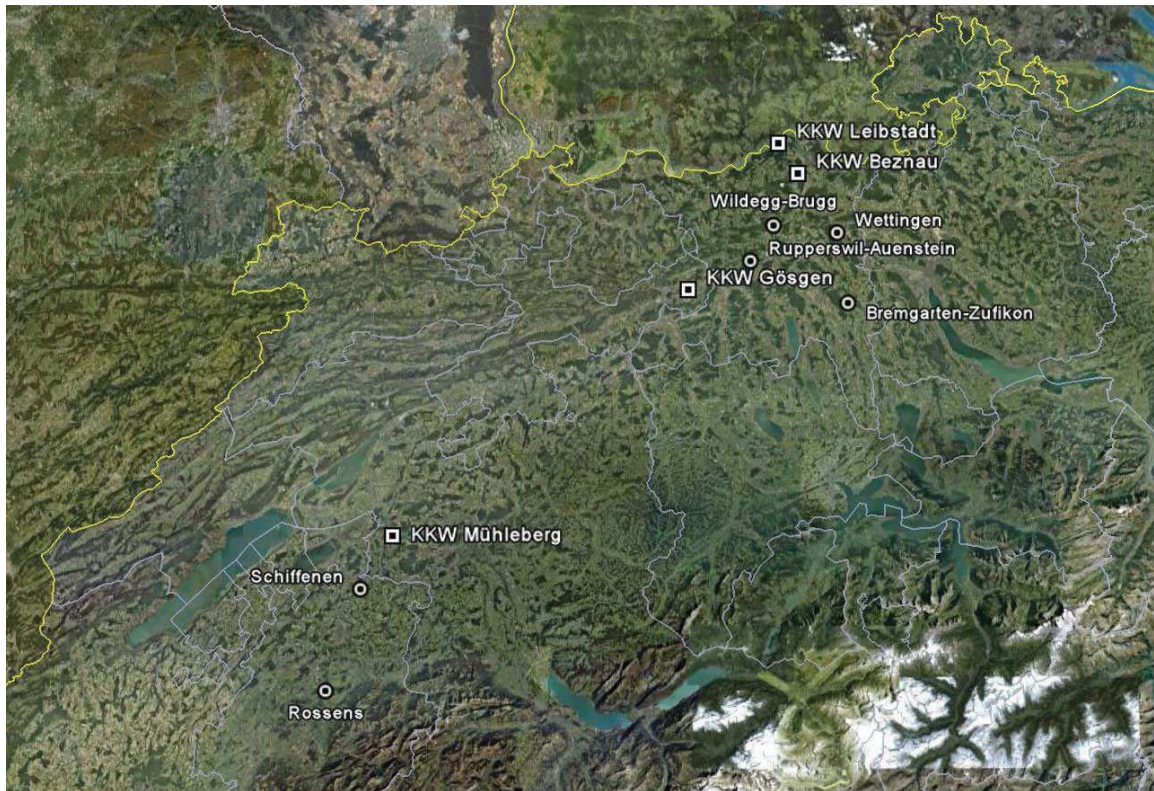 KKW Leibstadt
KKW Beznau
Wildegg-Brugg
Wettingen
Rupperswil-Auenstein
KKW Gösgen
Bremgarten-Zufikon
KKW Mühleberg
Schiffenen
Rossens